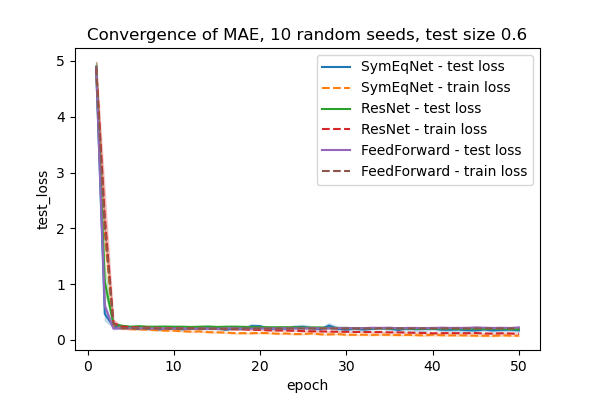 Convergence of MAE, 10 random seeds, test size 0.6
SymEqNet - test loss
SymEqNet - train loss
ResNet - test loss
ResNet - train loss
FeedForward - test loss
FeedForward - train loss
test_loss
5
4
3
2
1
0
0 10 20 30 40 50
epoch